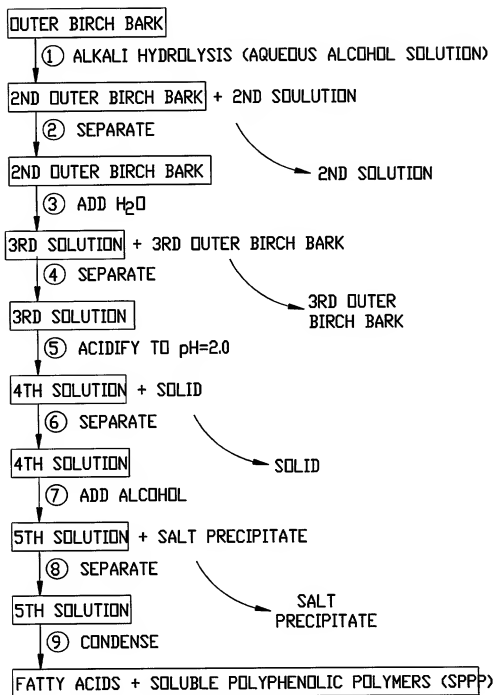 OUTER BIRCH BARK
① ALKALI HYDROLYSIS (AQUEOUS ALCOHOL SOLUTION)
2ND OUTER BIRCH BARK + 2ND SOULUTION
② SEPARATE
2ND OUTER BIRCH BARK
2ND SOLUTION
③ ADD H2O
3RD SOLUTION + 3RD OUTER BIRCH BARK
④ SEPARATE
3RD OUTER
BIRCH BARK
3RD SOLUTION
⑤ ACIDIFY TO pH=2.0
4TH SOLUTION + SOLID
⑥ SEPARATE
4TH SOLUTION
SOLID
⑦ ADD ALCOHOL
5TH SOLUTION + SALT PRECIPITATE
⑧ SEPARATE
SALT
PRECIPITATE
5TH SOLUTION
⑨ CONDENSE
FATTY ACIDS + SOLUBLE POLYPHENOLIC POLYMERS (SPPP)